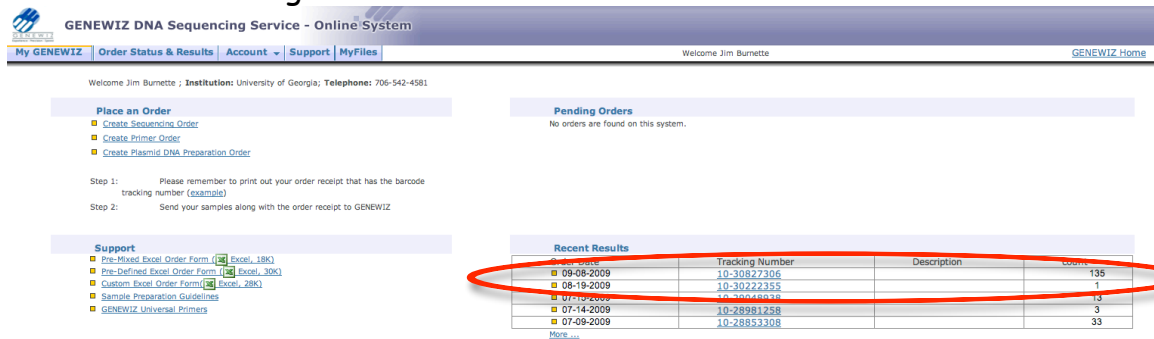 GENEWIZ
GENEWIZ DNA Sequencing Service - Online System
My GENEWIZ Order Status & Results Account Support MyFiles Welcome Jim Burnette GENEWIZ Home
Welcome Jim Burnette ; Institution: University of Georgia; Telephone: 706-542-4581
Place an Order
Create Sequencing Order
Create Primer Order
Create Plasmid DNA Preparation Order
Step 1: Please remember to print out your order receipt that has the barcode
tracking number (example)
Step 2: Send your samples along with the order receipt to GENEWIZ
Pending Orders
No orders are found on this system.
Support
Pre-Mixed Excel Order Form ( Excel, 18K)
Pre-Defined Excel Order Form ( Excel, 30K)
Custom Excel Order Form( Excel, 28K)
Sample Preparation Guidelines
GENEWIZ Universal Primers
Recent Results
Order Date Tracking Number Description Count
09-08-2009 10-30827306 135
08-19-2009 10-30222355 1
07-15-2009 10-29048938 13
07-14-2009 10-28981258 3
07-09-2009 10-28853308 33
More ...